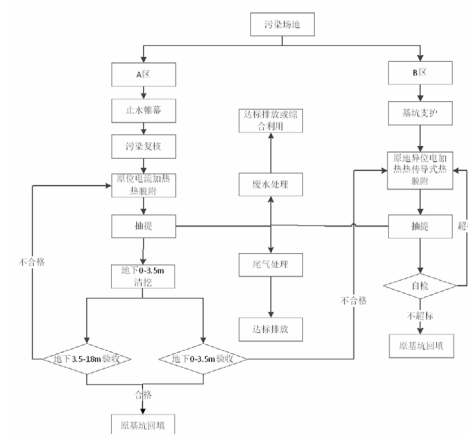 污染场地
A区
B区
止水帷幕
达标排放或综
合利用
基坑支护
污染复核
原位电流加热
热脱附
废水处理
原地异位电加
热热传导式热
脱附
抽提
抽提
不合格
地下0-3.5m
清挖
尾气处理
自检
不合格
达标排放
不超标
地下3.5-18m验收
地下0-3.5m验收
原基坑回填
合格
原基坑回填